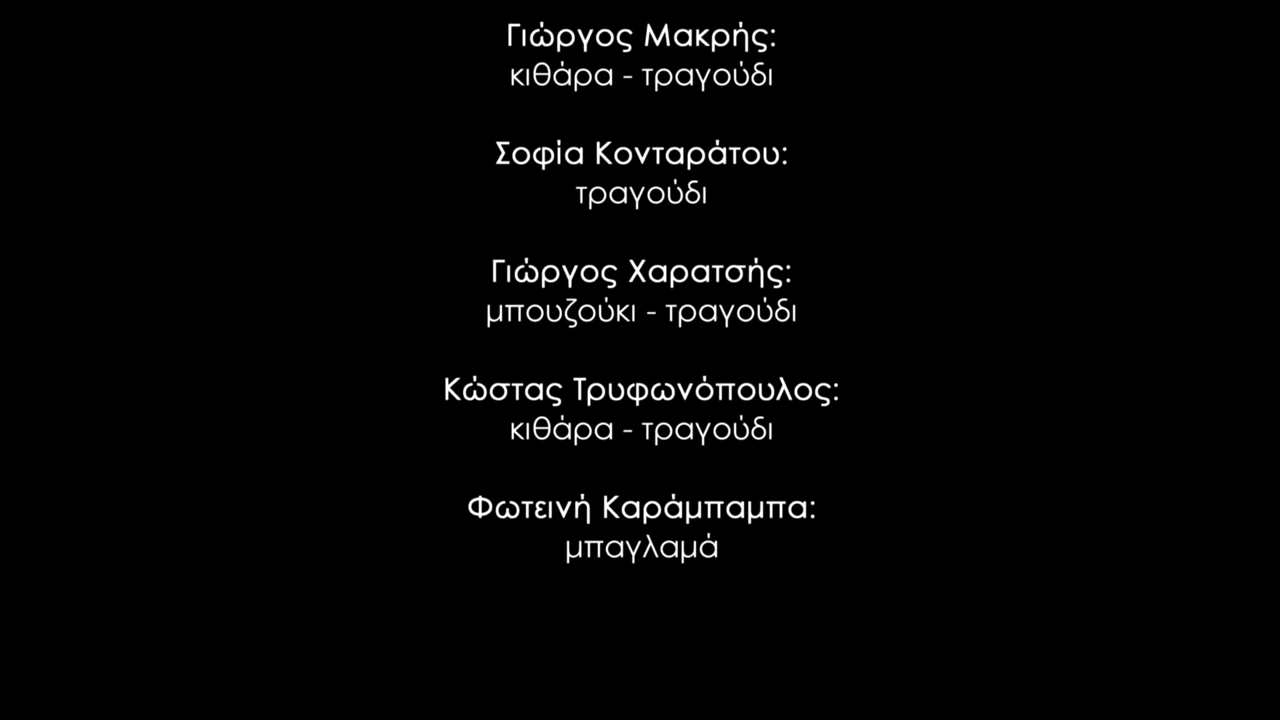 Γιώργος Μακρής:
κιθάρα - τραγούδι
Σοφία Κονταράτου:
τραγούδι
Γιώργος Χαρατσής:
μπουζούκι - τραγούδι
Κώστας Τρυφωνόπουλος:
κιθάρα - τραγούδι
Φωτεινή Καράμπαμπα:
μπαγλαμά